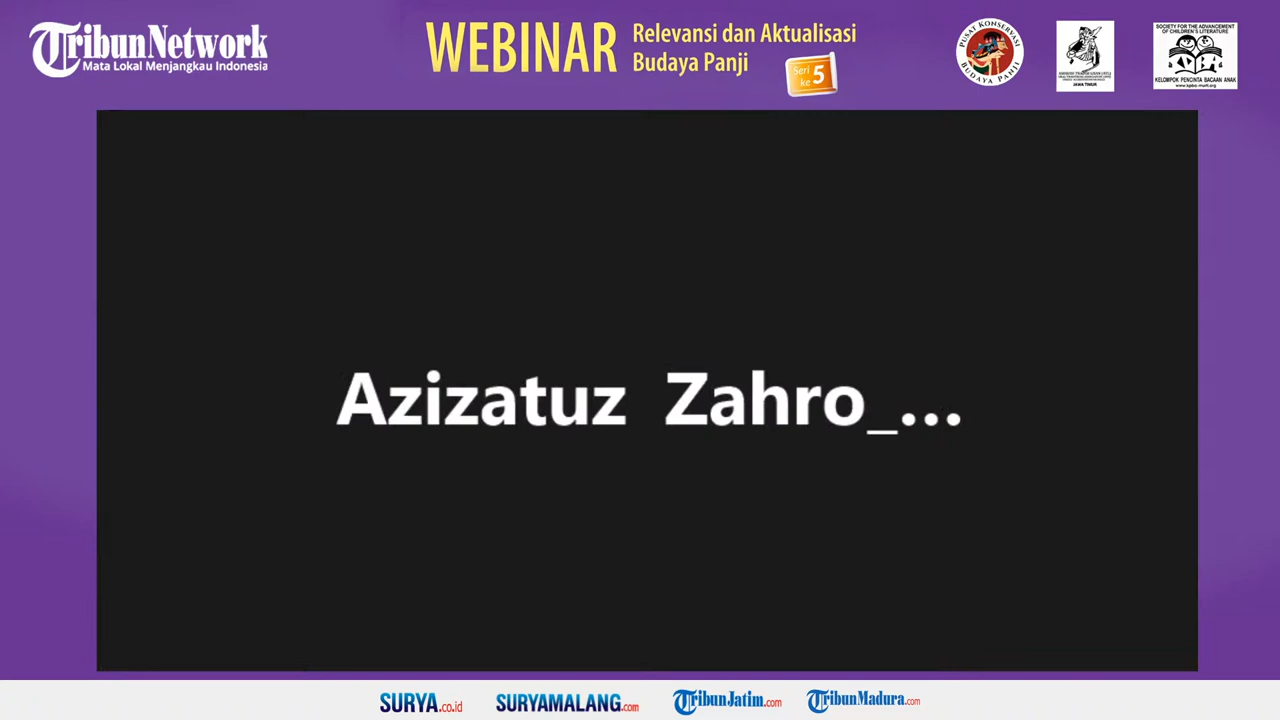 TribunNetwork
Mata Lokal Menjangkau Indonesia
WEBINAR
Relevansi dan Aktualisasi
Budaya Panji
Seri
ke 5
PUSAT KONSERVASI
BUDAYA PANJI
JAWA TIMUR
SOCIETY FOR THE ADVANCEMENT
OF CHILDREN'S LITERATURE
KELOMPOK PENCINTA BACAAN ANAK
Azizatuz Zahro_...
SURYA.co.id
SURYAMALANG.com
TribunJatim.com
TribunMadura.com